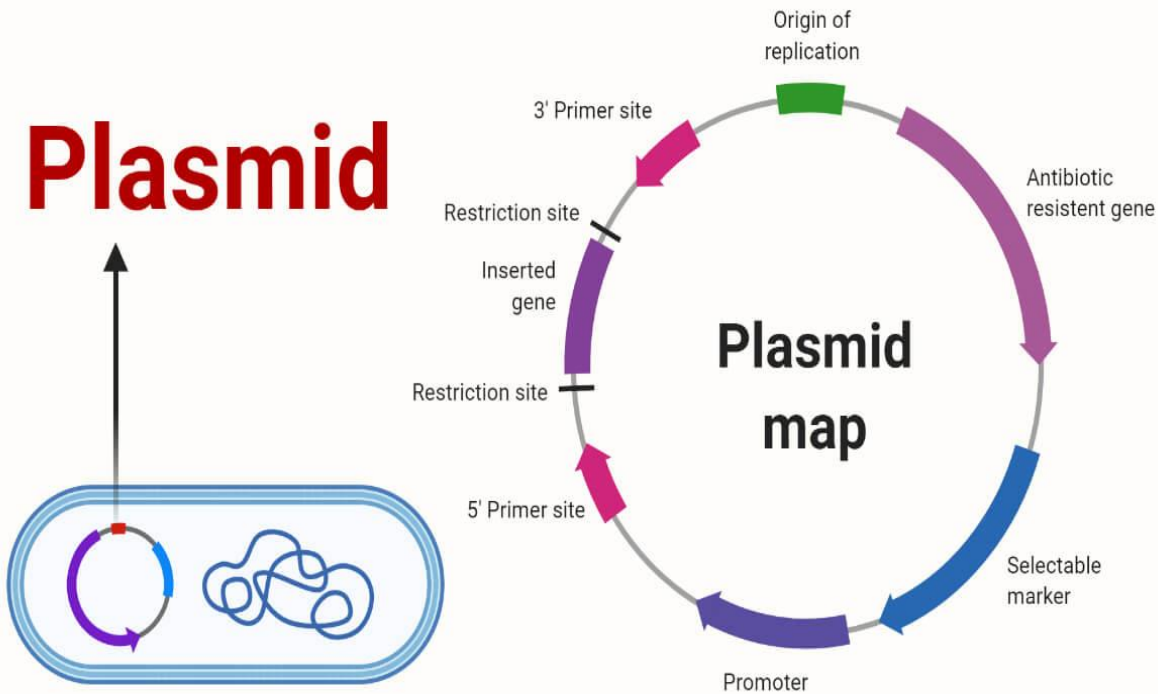 Plasmid
Origin of
replication
3' Primer site
Antibiotic
resistent gene
Restriction site
Inserted
gene
Plasmid
map
Restriction site
5' Primer site
Selectable
marker
Promoter